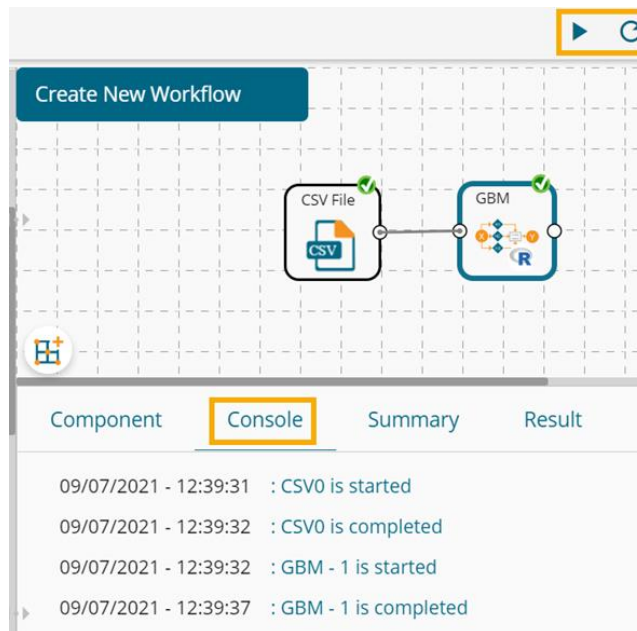 Create New Workflow
CSV File
GBM
CSV
X
Y
R
Component Console Summary Result
09/07/2021 - 12:39:31 : CSV0 is started
09/07/2021 - 12:39:32 : CSV0 is completed
09/07/2021 - 12:39:32 : GBM - 1 is started
09/07/2021 - 12:39:37 : GBM - 1 is completed